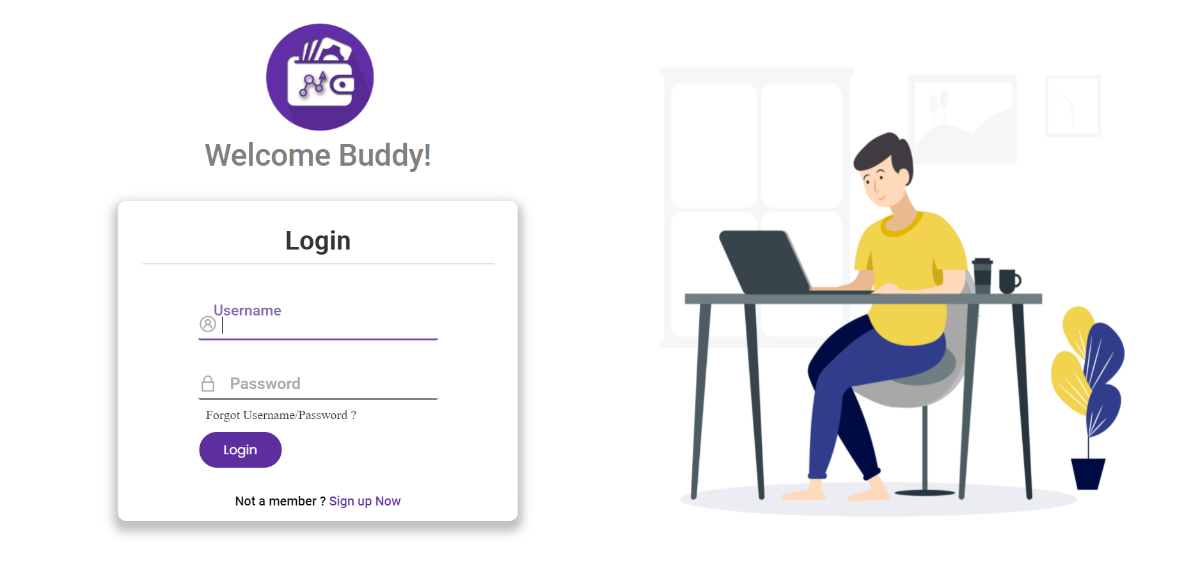 Welcome Buddy!
Login
Username
Password
Forgot Username/Password ?
Login
Not a member ? Sign up Now